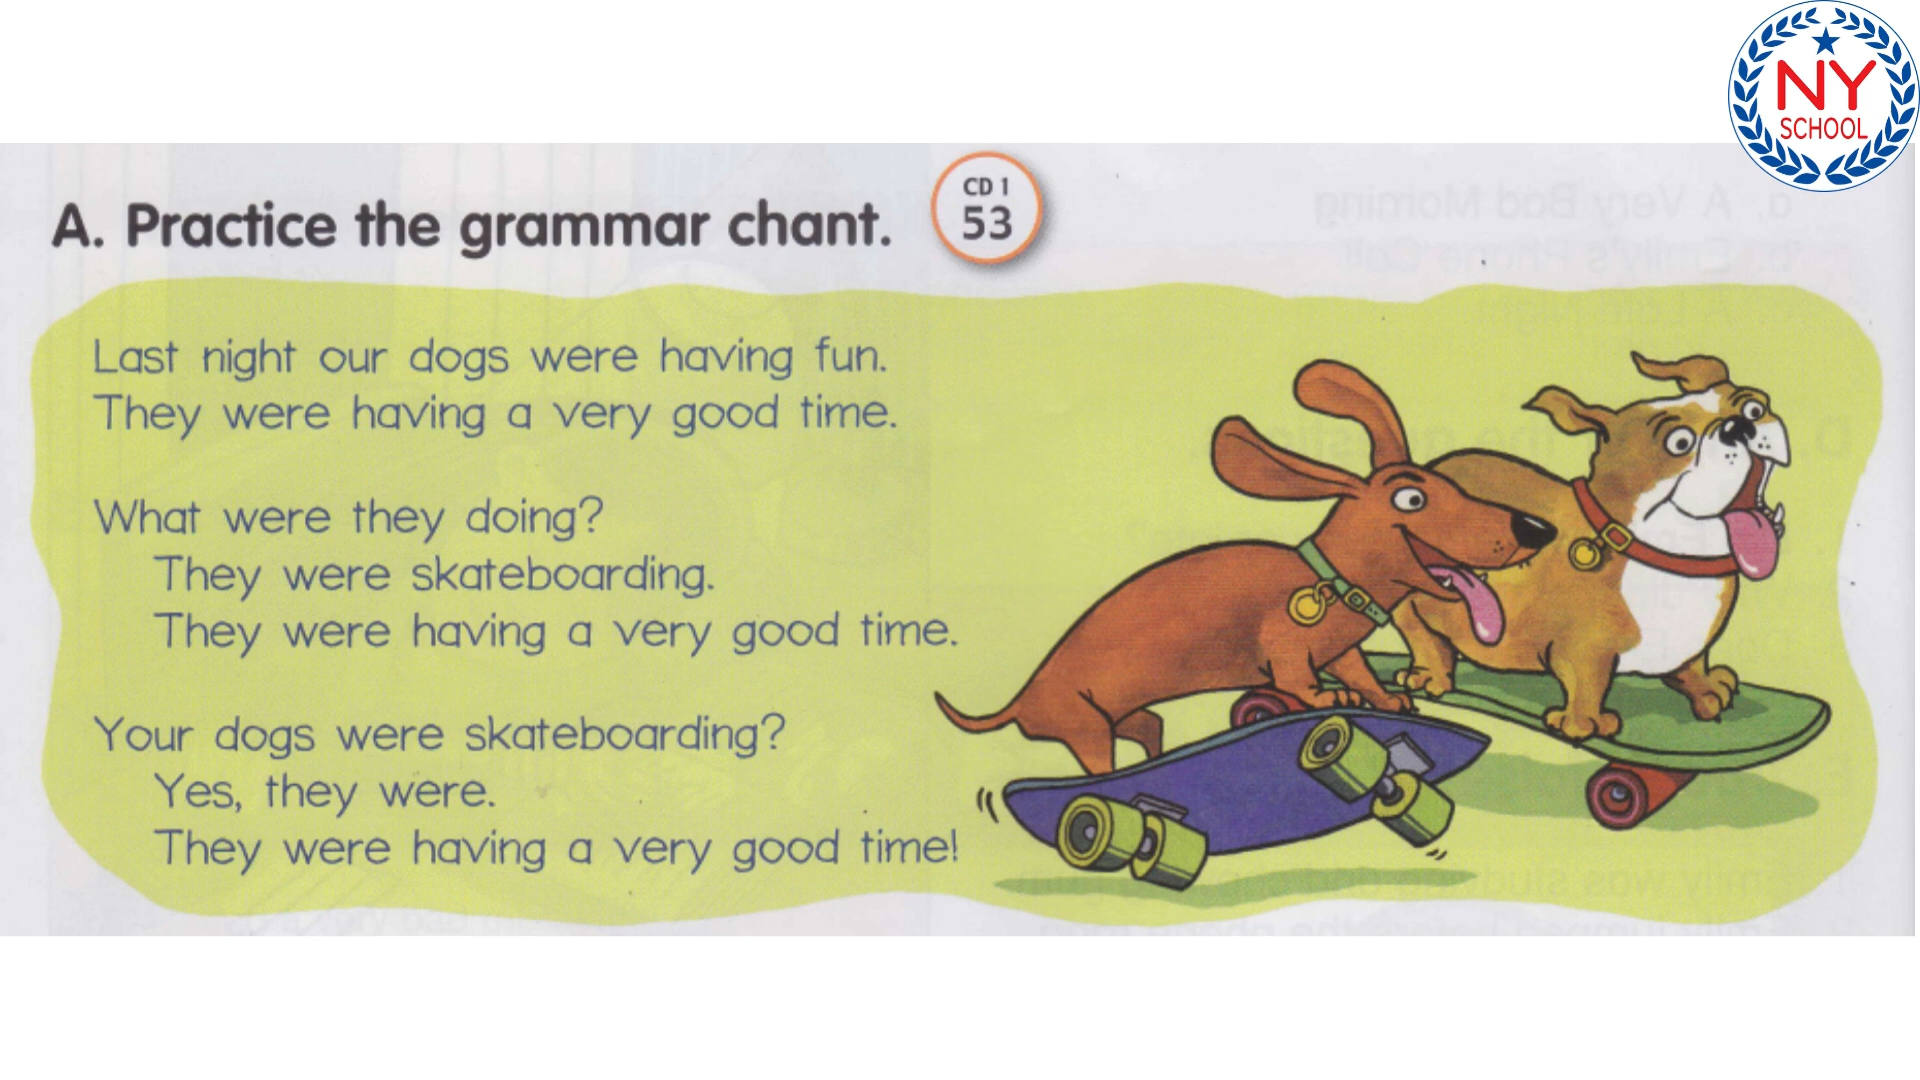 NY
SCHOOL
A. Practice the grammar chant.
CD 1
53
Last night our dogs were having fun.
They were having a very good time.
What were they doing?
They were skateboarding.
They were having a very good time.
Your dogs were skateboarding?
Yes, they were.
They were having a very good time!